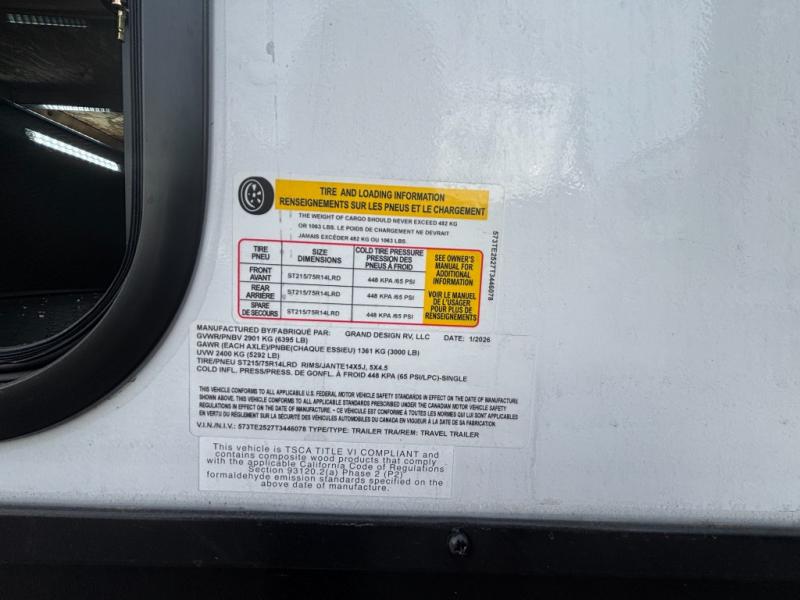 TIRE AND LOADING INFORMATION
RENSEIGNEMENTS SUR LES PNEUS ET LE CHARGEMENT
THE WEIGHT OF CARGO SHOULD NEVER EXCEED 482 KG
OR 1063 LBS. LE POIDS DE CHARGEMENT NE DEVRAIT
JAMAIS EXCÉDER 482 KG OU 1063 LBS.
TIRE PNEU SIZE DIMENSIONS COLD TIRE PRESSURE PRESSION DES PNEUS À FROID
FRONT AVANT ST215/75R14LRD 448 KPA /65 PSI
REAR ARRIÈRE ST215/75R14LRD 448 KPA /65 PSI
SPARE DE SECOURS ST215/75R14LRD 448 KPA /65 PSI
SEE OWNER'S
MANUAL FOR
ADDITIONAL
INFORMATION
VOIR LE MANUEL
DE L'USAGER
POUR PLUS DE
RENSEIGNEMENTS
573TE2527T3446078
MANUFACTURED BY/FABRIQUÉ PAR: GRAND DESIGN RV, LLC DATE: 1/2026
GVWR/PNBV 2901 KG (6395 LB)
GAWR (EACH AXLE)/PNBE(CHAQUE ESSIEU) 1361 KG (3000 LB)
UVW 2400 KG (5292 LB)
TIRE/PNEU ST215/75R14LRD RIMS/JANTE14X5J, 5X4.5
COLD INFL. PRESS/PRESS. DE GONFL. À FROID 448 KPA (65 PSI/LPC)-SINGLE
THIS VEHICLE CONFORMS TO ALL APPLICABLE U.S. FEDERAL MOTOR VEHICLE SAFETY STANDARDS IN EFFECT ON THE DATE OF MANUFACTURE
SHOWN ABOVE. THIS VEHICLE CONFORMS TO ALL APPLICABLE STANDARDS PRESCRIBED UNDER THE CANADIAN MOTOR VEHICLE SAFETY
REGULATIONS IN EFFECT ON THE DATE OF MANUFACTURE. - CE VÉHICULE EST CONFORME À TOUTES LES NORMES QUI LUI SONT APPLICABLES
EN VERTU DU RÈGLEMENT SUR LA SÉCURITÉ DES VÉHICULES AUTOMOBILES DU CANADA EN VIGUEUR À LA DATE DE SA FABRICATION.
V.I.N./N.I.V.: 573TE2527T3446078 TYPE/TYPE: TRAILER TRA/REM: TRAVEL TRAILER
This vehicle is TSCA TITLE VI COMPLIANT and
contains composite wood products that comply
with the applicable California Code of Regulations
Section 93120.2(a) Phase 2 (P2)
formaldehyde emission standards specified on the
above date of manufacture.